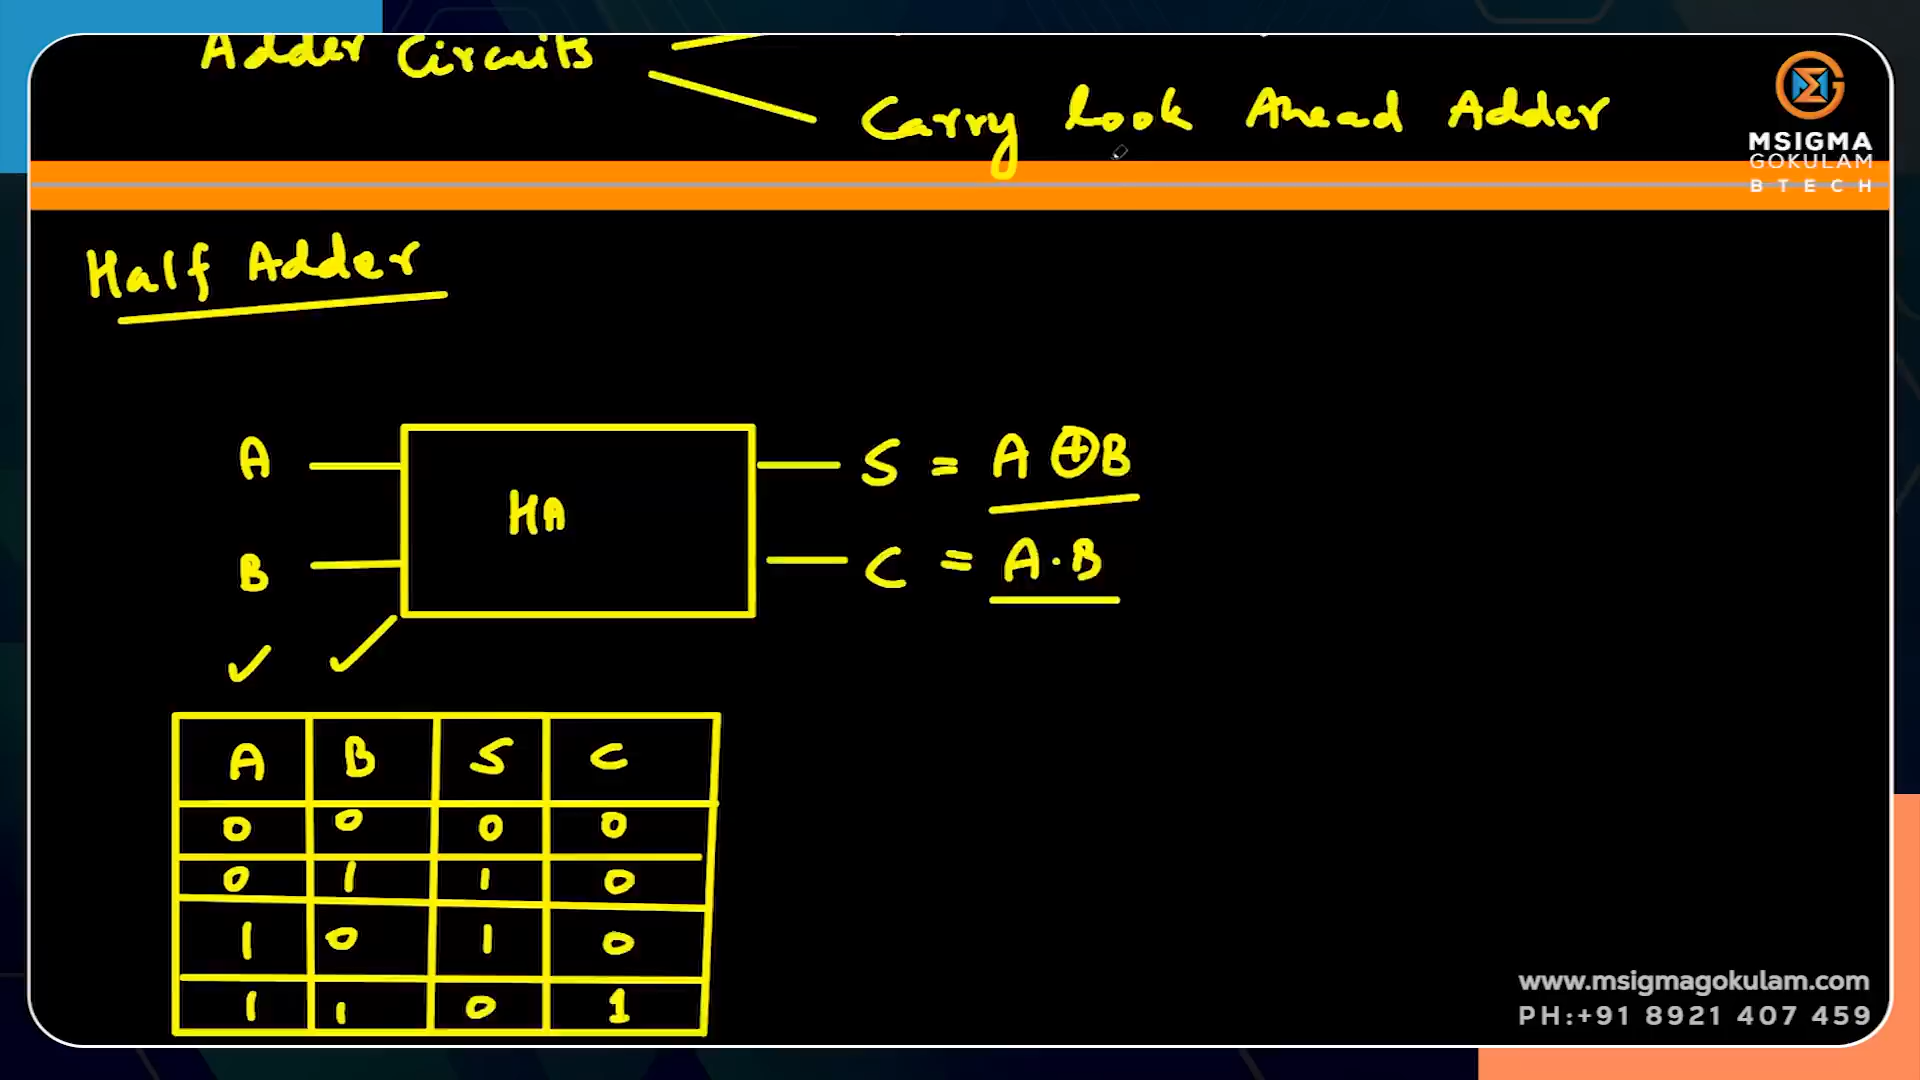 Adder Circuits
Carry look Ahead Adder
MSIGMA
GOKULAM
BTECH
Half Adder
A
S = A ⊕ B
HA
B
C = A · B
A B S C
0 0 0 0
0 1 1 0
1 0 1 0
1 1 0 1
www.msigmagokulam.com
PH:+91 8921 407 459